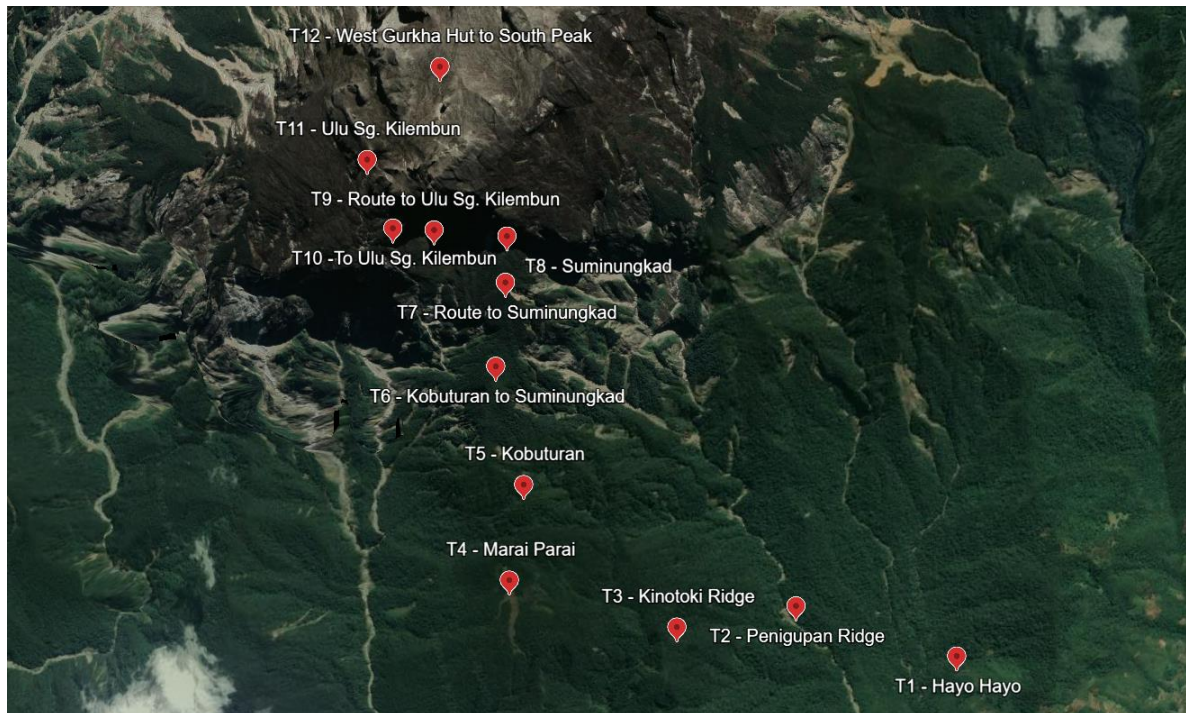 T12 - West Gurkha Hut to South Peak
T11 - Ulu Sg. Kilembun
T9 - Route to Ulu Sg. Kilembun
T10 -To Ulu Sg. Kilembun
T8 - Suminungkad
T7 - Route to Suminungkad
T6 - Kobuturan to Suminungkad
T5 - Kobuturan
T4 - Marai Parai
T3 - Kinotoki Ridge
T2 - Penigupan Ridge
T1 - Hayo Hayo